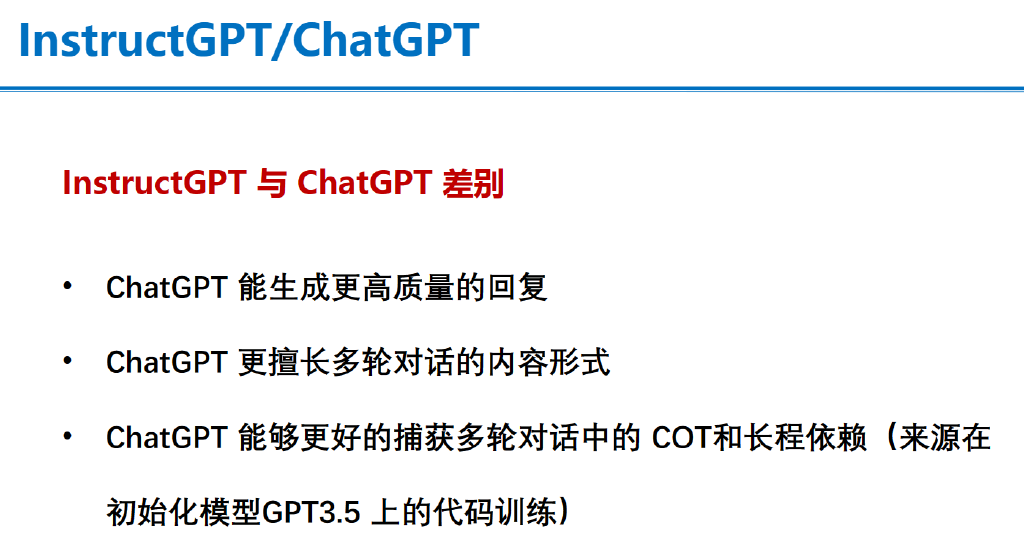 InstructGPT/ChatGPT
InstructGPT 与 ChatGPT 差别
• ChatGPT 能生成更高质量的回复
• ChatGPT 更擅长多轮对话的内容形式
• ChatGPT 能够更好的捕获多轮对话中的 COT和长程依赖（来源在
初始化模型GPT3.5 上的代码训练）